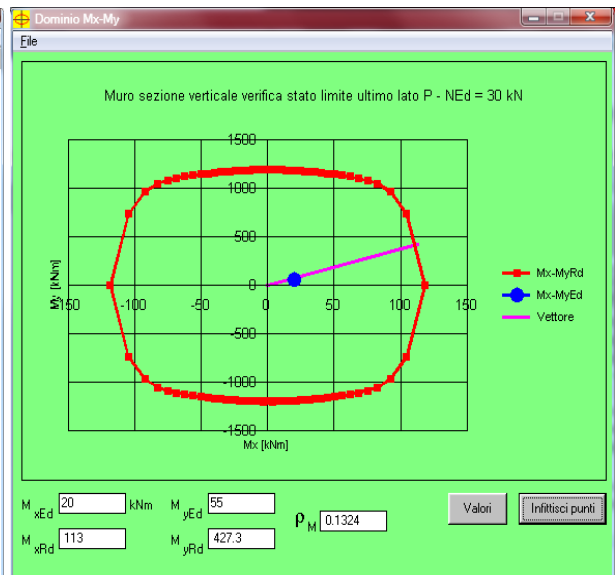 Dominio Mx-My
File
Muro sezione verticale verifica stato limite ultimo lato P - NEd = 30 kN
1500
1000
500
0
-500
-1000
-1500
-150
-100
-50
0
50
100
150
My [kNm]
Mx [kNm]
Mx-MyRd
Mx-MyEd
Vettore
M xEd 20 kNm M yEd 55
ρ M 0.1324
Valori
Infittisci punti
M xRd 113 M yRd 427.3